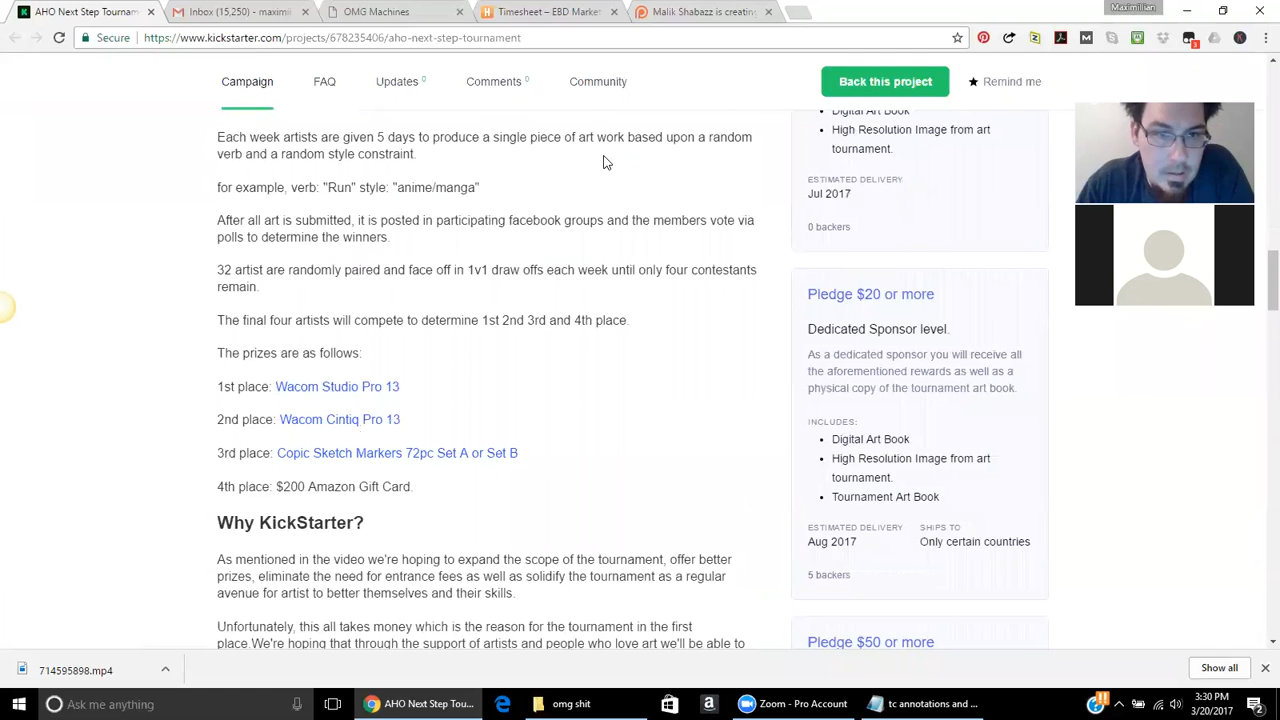 AHO Next Step Tournam
Inbox (15,250) - maximini
OMG Machines
Timesheet – EBD Market
Malik Shabazz is creating
Maximillian
Secure
https://www.kickstarter.com/projects/678235406/aho-next-step-tournament
3
Campaign
FAQ
Updates 0
Comments 0
Community
Back this project
★ Remind me
Each week artists are given 5 days to produce a single piece of art work based upon a random
verb and a random style constraint.
for example, verb: "Run" style: "anime/manga"
After all art is submitted, it is posted in participating facebook groups and the members vote via
polls to determine the winners.
32 artist are randomly paired and face off in 1v1 draw offs each week until only four contestants
remain.
The final four artists will compete to determine 1st 2nd 3rd and 4th place.
The prizes are as follows:
1st place: Wacom Studio Pro 13
2nd place: Wacom Cintiq Pro 13
3rd place: Copic Sketch Markers 72pc Set A or Set B
4th place: $200 Amazon Gift Card.
Why KickStarter?
As mentioned in the video we're hoping to expand the scope of the tournament, offer better
prizes, eliminate the need for entrance fees as well as solidify the tournament as a regular
avenue for artist to better themselves and their skills.
Unfortunately, this all takes money which is the reason for the tournament in the first
place.We're hoping that through the support of artists and people who love art we'll be able to
Digital Art Book
High Resolution Image from art
tournament.
ESTIMATED DELIVERY
Jul 2017
0 backers
Pledge $20 or more
Dedicated Sponsor level.
As a dedicated sponsor you will receive all
the aforementioned rewards as well as a
physical copy of the tournament art book.
INCLUDES:
Digital Art Book
High Resolution Image from art
tournament.
Tournament Art Book
ESTIMATED DELIVERY
Aug 2017
SHIPS TO
Only certain countries
5 backers
Pledge $50 or more
714595898.mp4
Show all
Ask me anything
AHO Next Step Tou...
omg shit
Zoom - Pro Account
tc annotations and ...
3:30 PM
3/20/2017